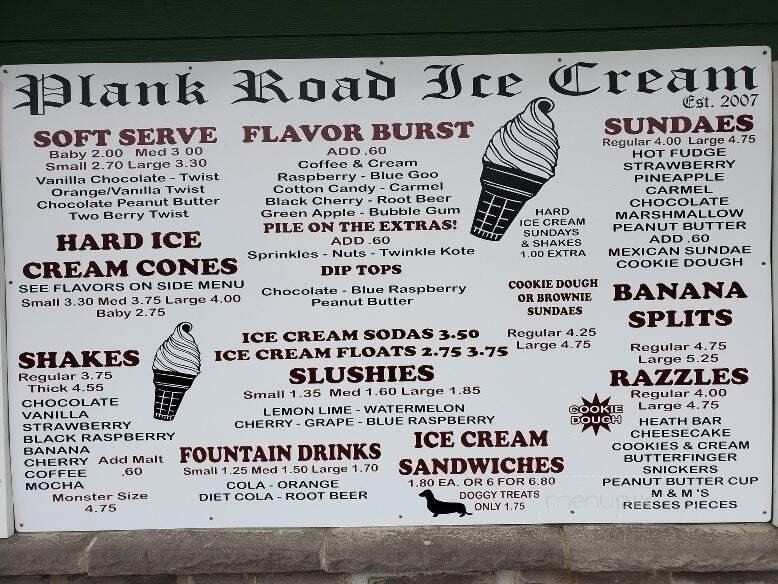 Plank Road Ice Cream
Est. 2007
SOFT SERVE
Baby 2.00 Med 3 00
Small 2.70 Large 3.30
Vanilla Chocolate - Twist
Orange/Vanilla Twist
Chocolate Peanut Butter
Two Berry Twist
HARD ICE
CREAM CONES
SEE FLAVORS ON SIDE MENU
Small 3.30 Med 3.75 Large 4.00
Baby 2.75
SHAKES
Regular 3.75
Thick 4.55
CHOCOLATE
VANILLA
STRAWBERRY
BLACK RASPBERRY
BANANA
CHERRY
COFFEE
MOCHA
Add Malt
.60
Monster Size
4.75
FLAVOR BURST
ADD .60
Coffee & Cream
Raspberry - Blue Goo
Cotton Candy - Carmel
Black Cherry - Root Beer
Green Apple - Bubble Gum
PILE ON THE EXTRAS!
ADD .60
Sprinkles - Nuts - Twinkle Kote
DIP TOPS
Chocolate - Blue Raspberry
Peanut Butter
ICE CREAM SODAS 3.50
ICE CREAM FLOATS 2.75 3.75
SLUSHIES
Small 1.35 Med 1.60 Large 1.85
LEMON LIME - WATERMELON
CHERRY - GRAPE - BLUE RASPBERRY
FOUNTAIN DRINKS
Small 1.25 Med 1.50 Large 1.70
COLA - ORANGE
DIET COLA - ROOT BEER
ICE CREAM
SANDWICHES
1.80 EA. OR 6 FOR 6.80
DOGGY TREATS
ONLY 1.75
HARD
ICE CREAM
SUNDAYS
& SHAKES
1.00 EXTRA
COOKIE DOUGH
OR BROWNIE
SUNDAES
Regular 4.25
Large 4.75
SUNDAES
Regular 4.00 Large 4.75
HOT FUDGE
STRAWBERRY
PINEAPPLE
CARMEL
CHOCOLATE
MARSHMALLOW
PEANUT BUTTER
ADD .60
MEXICAN SUNDAE
COOKIE DOUGH
BANANA
SPLITS
Regular 4.75
Large 5.25
RAZZLES
Regular 4.00
Large 4.75
COOKIE
DOUGH
HEATH BAR
CHEESECAKE
COOKIES & CREAM
BUTTERFINGER
SNICKERS
PEANUT BUTTER CUP
M & M 'S
REESES PIECES